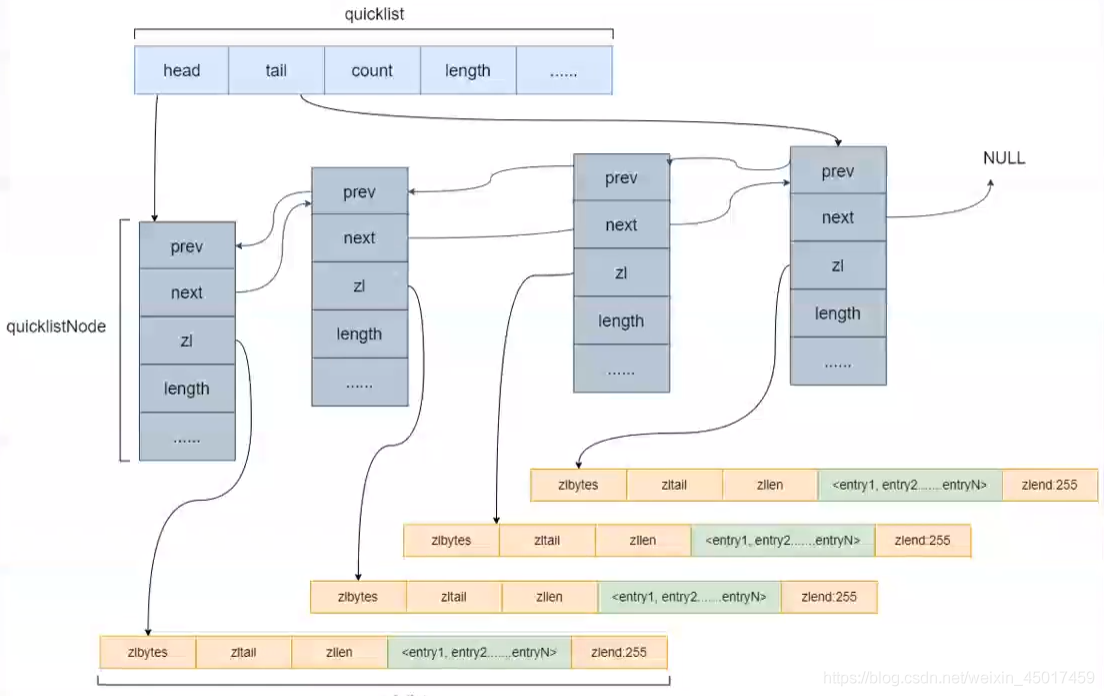 quicklist
head tail count length ......
NULL
quicklistNode
prev
next
zl
length
......
prev
next
zl
length
......
prev
next
zl
length
......
prev
next
zl
length
......
zlbytes zltail zllen <entry1, entry2.......entryN> zlend:255
zlbytes zltail zllen <entry1, entry2.......entryN> zlend:255
zlbytes zltail zllen <entry1, entry2.......entryN> zlend:255
zlbytes zltail zllen <entry1, entry2.......entryN> zlend:255
https://blog.csdn.net/weixin_45017459